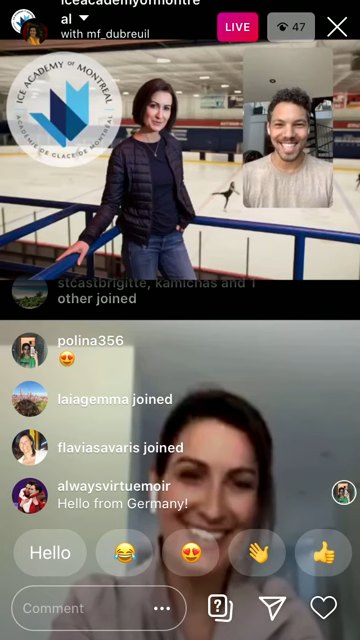 iceacademyofmontre
al
with mf_dubreuil
LIVE
47
ICE ACADEMY OF MONTREAL
ACADÉMIE DE GLACE DE MONTRÉAL
stcastbrigitte, kamichas and 1
other joined
polina356
😍
laiagemma joined
flaviasavaris joined
alwaysvirtuemoir
Hello from Germany!
Hello 😂 😍 👋 👍
Comment